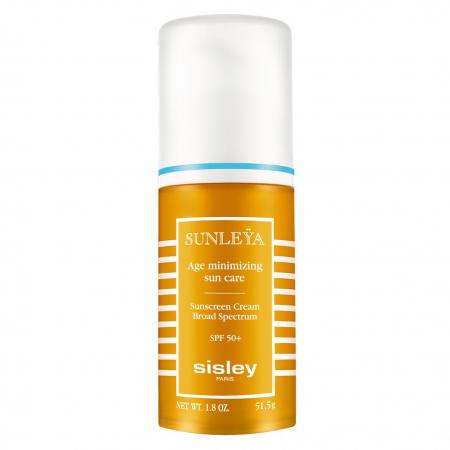 SUNLEŸA
Age minimizing
sun care
Sunscreen Cream
Broad Spectrum
SPF 50+
sisley
PARIS
NET WT. 1.8 OZ. 51,5g